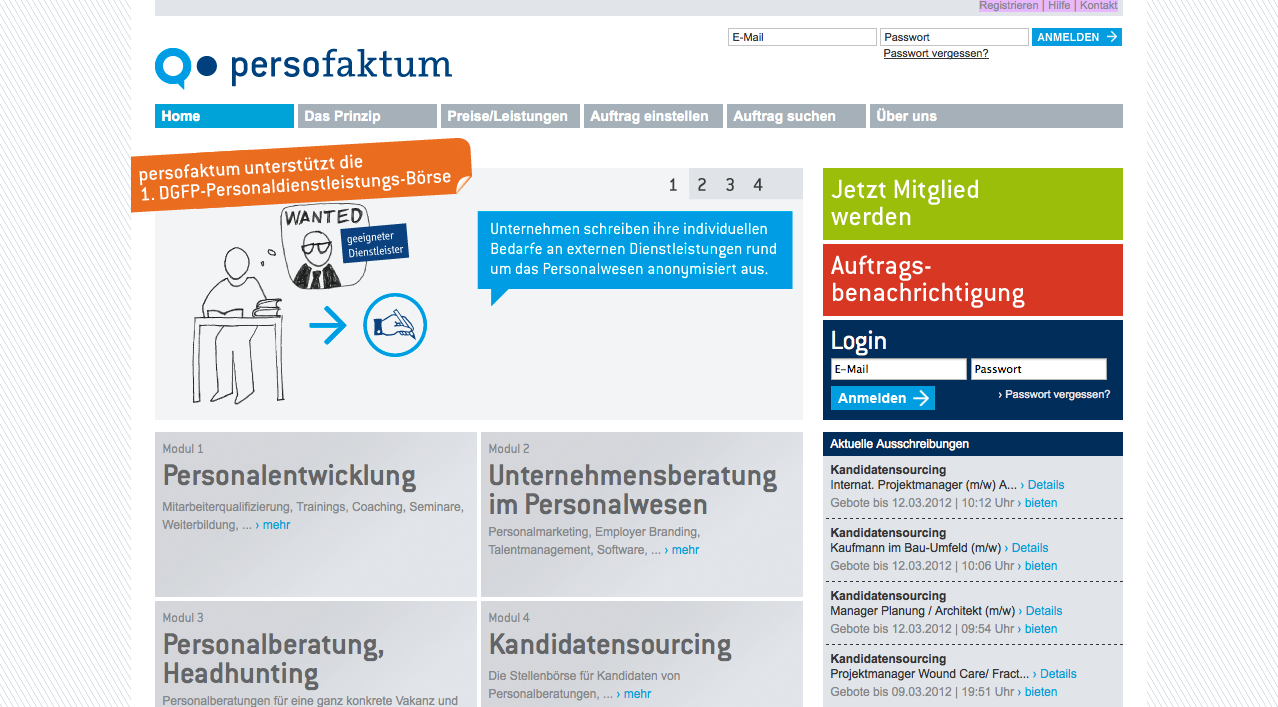 Registrieren | Hilfe | Kontakt
E-Mail
Passwort
ANMELDEN
Passwort vergessen?
persofaktum
Home
Das Prinzip
Preise/Leistungen
Auftrag einstellen
Auftrag suchen
Über uns
persofaktum unterstützt die
1. DGFP-Personaldienstleistungs-Börse
1 2 3 4
WANTED
geeigneter
Dienstleister
Unternehmen schreiben ihre individuellen
Bedarfe an externen Dienstleistungen rund
um das Personalwesen anonymisiert aus.
Jetzt Mitglied
werden
Auftrags-
benachrichtigung
Login
E-Mail
Passwort
Anmelden
› Passwort vergessen?
Modul 1
Personalentwicklung
Mitarbeiterqualifizierung, Trainings, Coaching, Seminare,
Weiterbildung, ... › mehr
Modul 2
Unternehmensberatung
im Personalwesen
Personalmarketing, Employer Branding,
Talentmanagement, Software, ... › mehr
Modul 3
Personalberatung,
Headhunting
Personalberatungen für eine ganz konkrete Vakanz und
Modul 4
Kandidatensourcing
Die Stellenbörse für Kandidaten von
Personalberatungen, ... › mehr
Aktuelle Ausschreibungen
Kandidatensourcing
Internat. Projektmanager (m/w) A... › Details
Gebote bis 12.03.2012 | 10:12 Uhr › bieten
Kandidatensourcing
Kaufmann im Bau-Umfeld (m/w) › Details
Gebote bis 12.03.2012 | 10:06 Uhr › bieten
Kandidatensourcing
Manager Planung / Architekt (m/w) › Details
Gebote bis 12.03.2012 | 09:54 Uhr › bieten
Kandidatensourcing
Projektmanager Wound Care/ Fract... › Details
Gebote bis 09.03.2012 | 19:51 Uhr › bieten